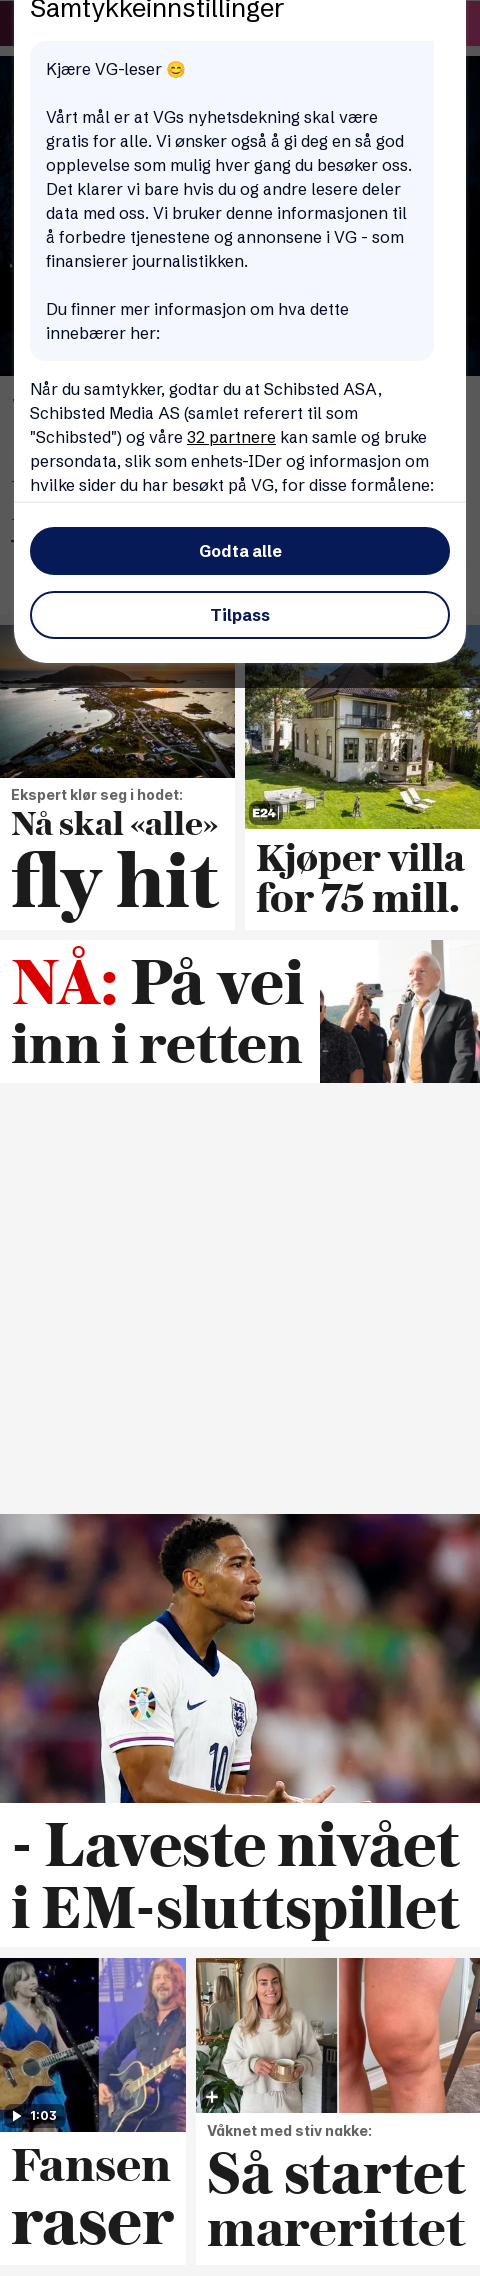 Samtykkeinnstillinger
Kjære VG-leser 😊
Vårt mål er at VGs nyhetsdekning skal være
gratis for alle. Vi ønsker også å gi deg en så god
opplevelse som mulig hver gang du besøker oss.
Det klarer vi bare hvis du og andre lesere deler
data med oss. Vi bruker denne informasjonen til
å forbedre tjenestene og annonsene i VG - som
finansierer journalistikken.
Du finner mer informasjon om hva dette
innebærer her:
Når du samtykker, godtar du at Schibsted ASA,
Schibsted Media AS (samlet referert til som
"Schibsted") og våre 32 partnere kan samle og bruke
persondata, slik som enhets-IDer og informasjon om
hvilke sider du har besøkt på VG, for disse formålene:
Godta alle
Tilpass
Ekspert klør seg i hodet:
Nå skal «alle»
fly hit
E24
Kjøper villa
for 75 mill.
NÅ: På vei
inn i retten
10
- Laveste nivået
i EM-sluttspillet
1:03
Fansen
raser
Våknet med stiv nakke:
Så startet
marerittet